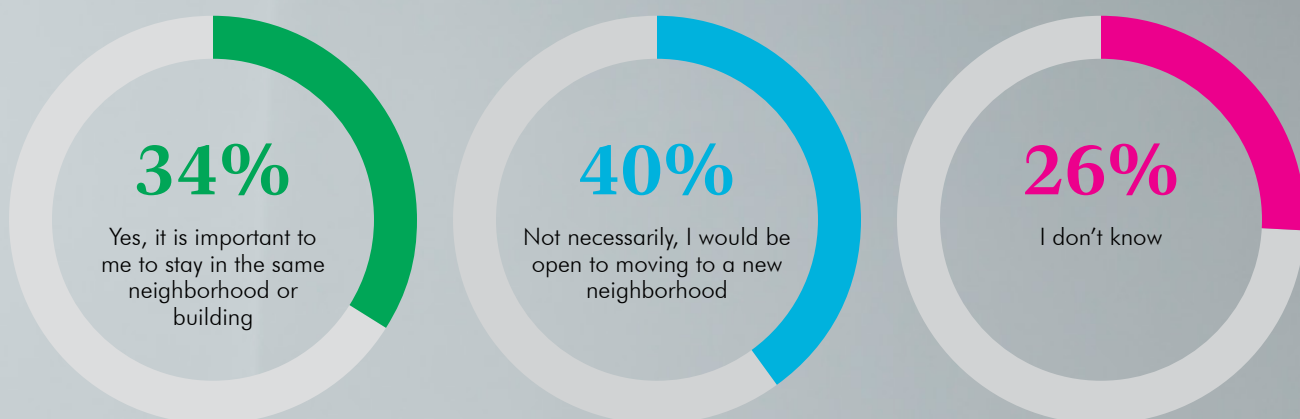 34%
Yes, it is important to
me to stay in the same
neighborhood or
building
40%
Not necessarily, I would be
open to moving to a new
neighborhood
26%
I don’t know